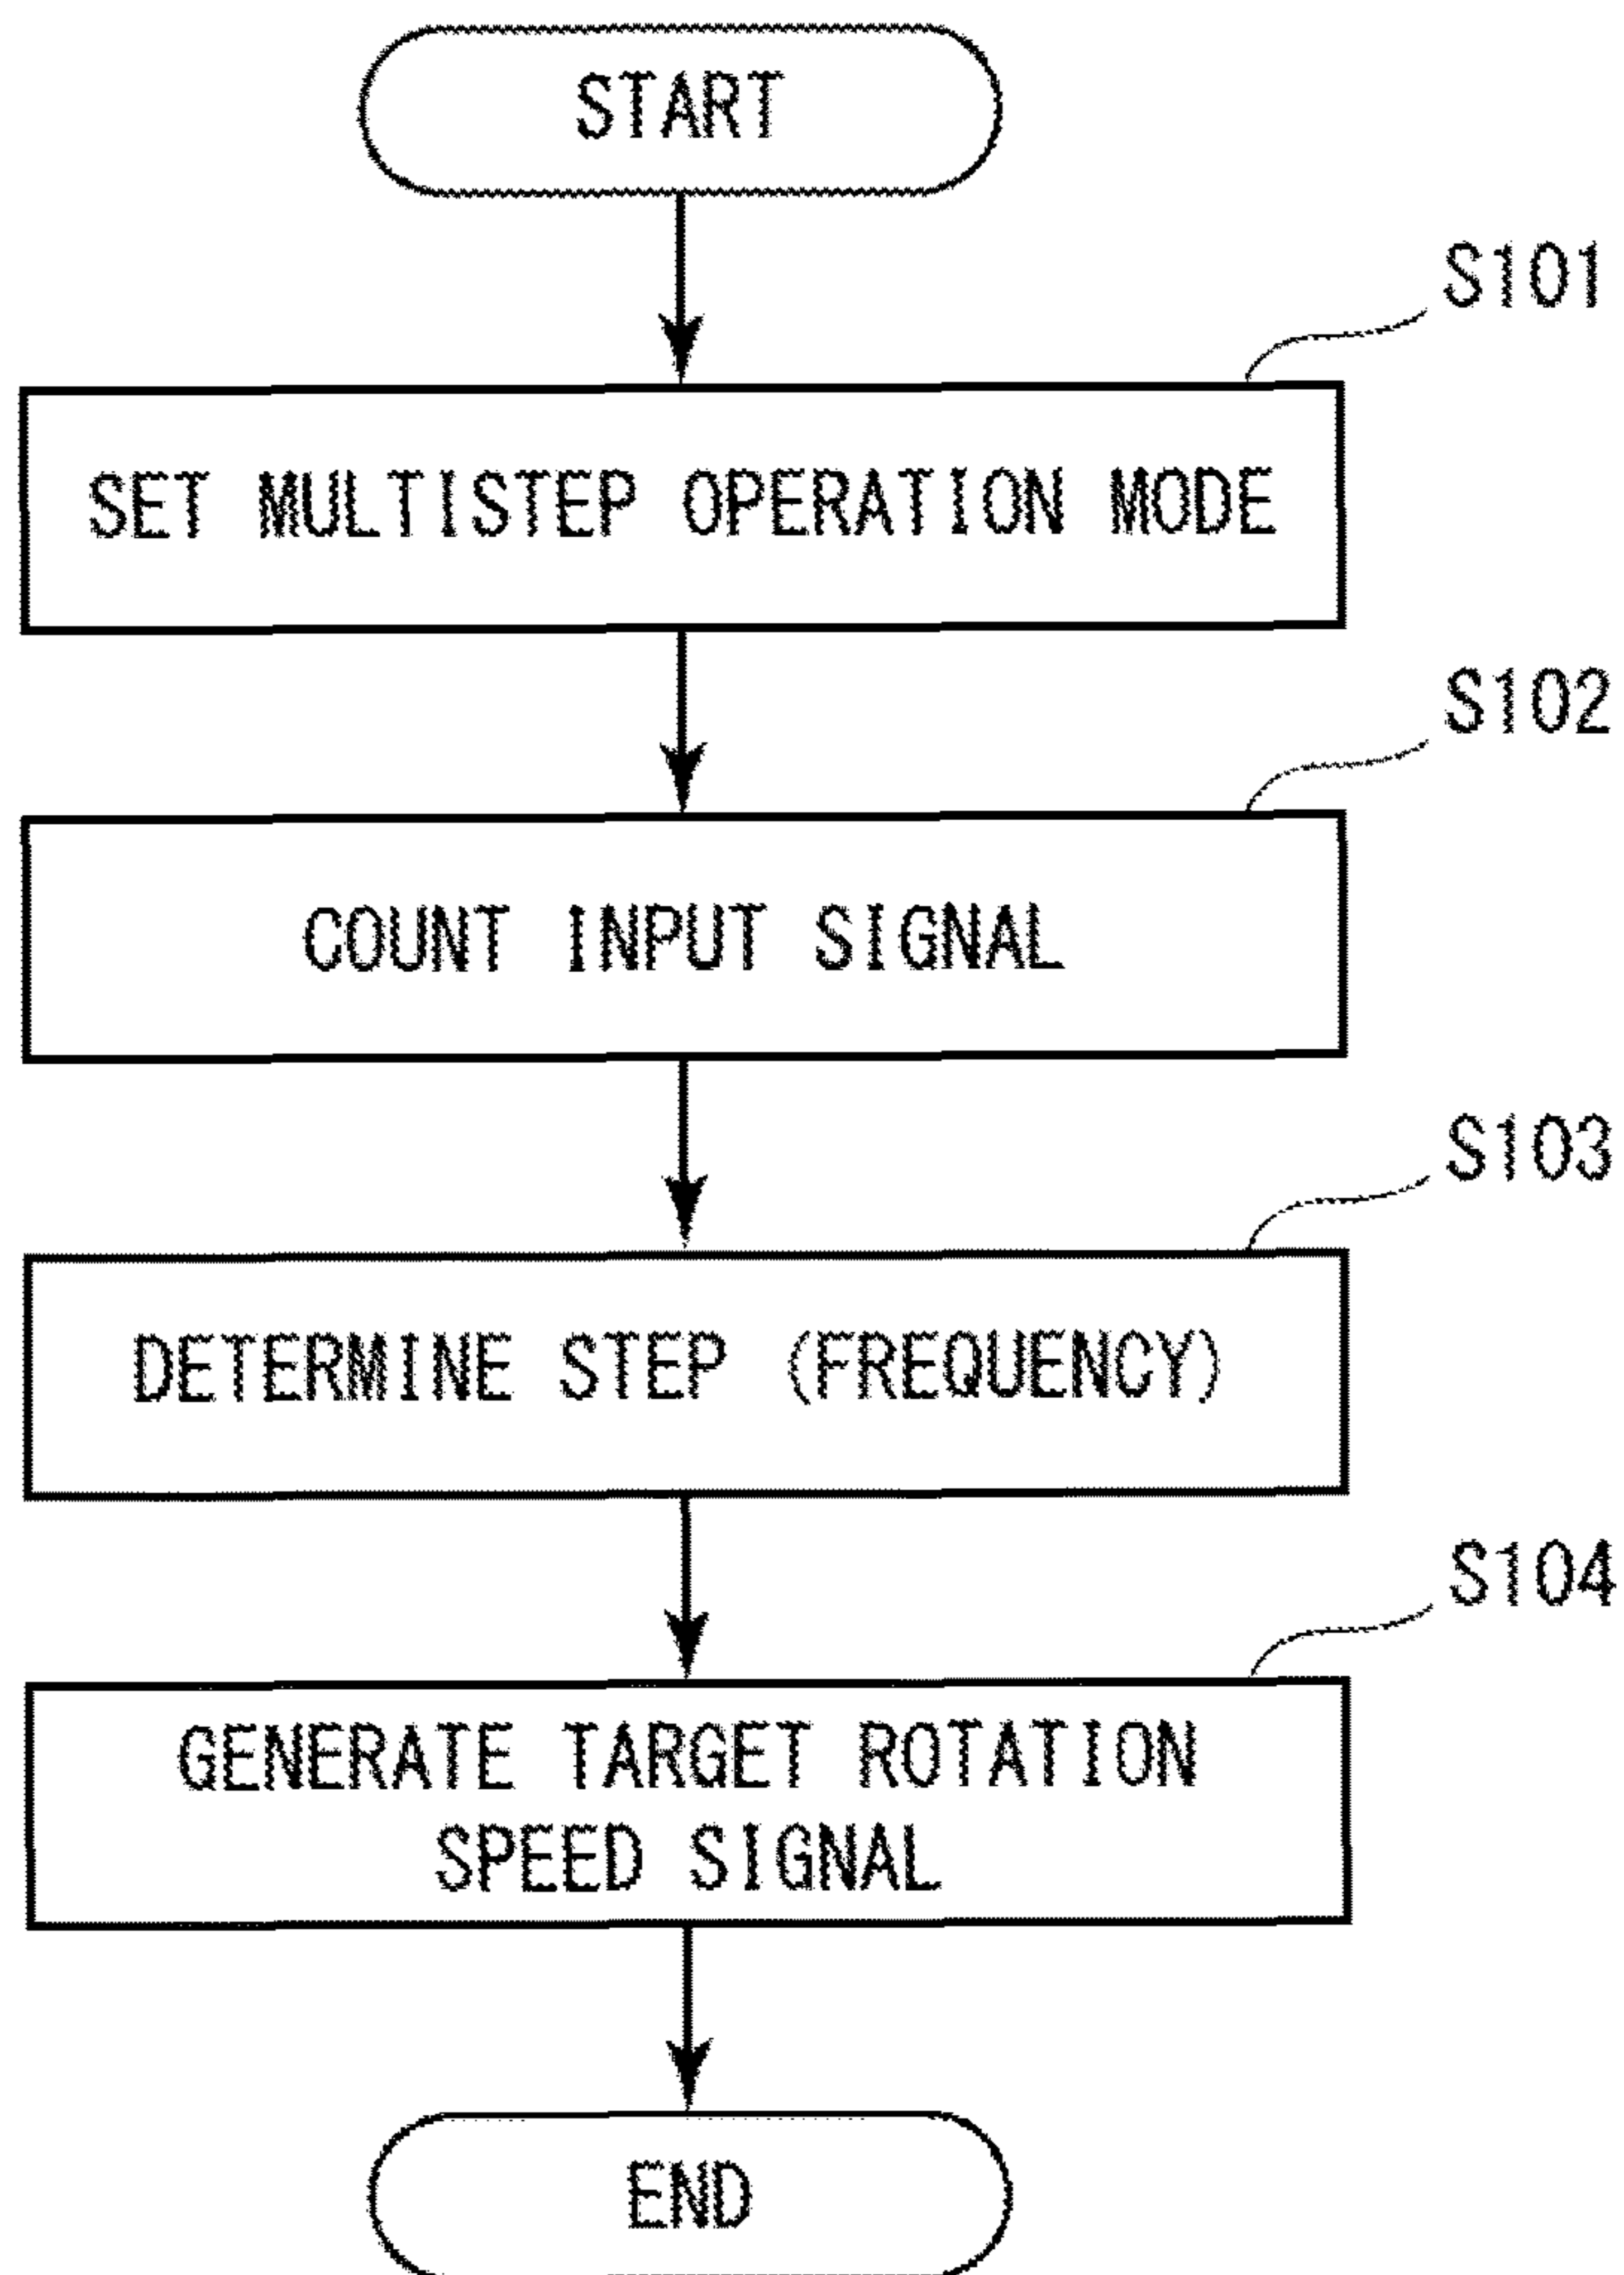 START
S101
SET MULTISTEP OPERATION MODE
S102
COUNT INPUT SIGNAL
S103
DETERMINE STEP (FREQUENCY)
S104
GENERATE TARGET ROTATION
SPEED SIGNAL
END